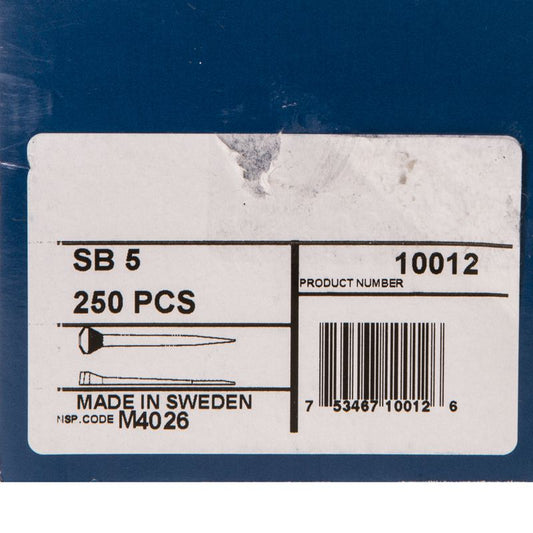 SB 5
250 PCS
10012
PRODUCT NUMBER
MADE IN SWEDEN
NSP.CODE M4026
7 53467 10012 6